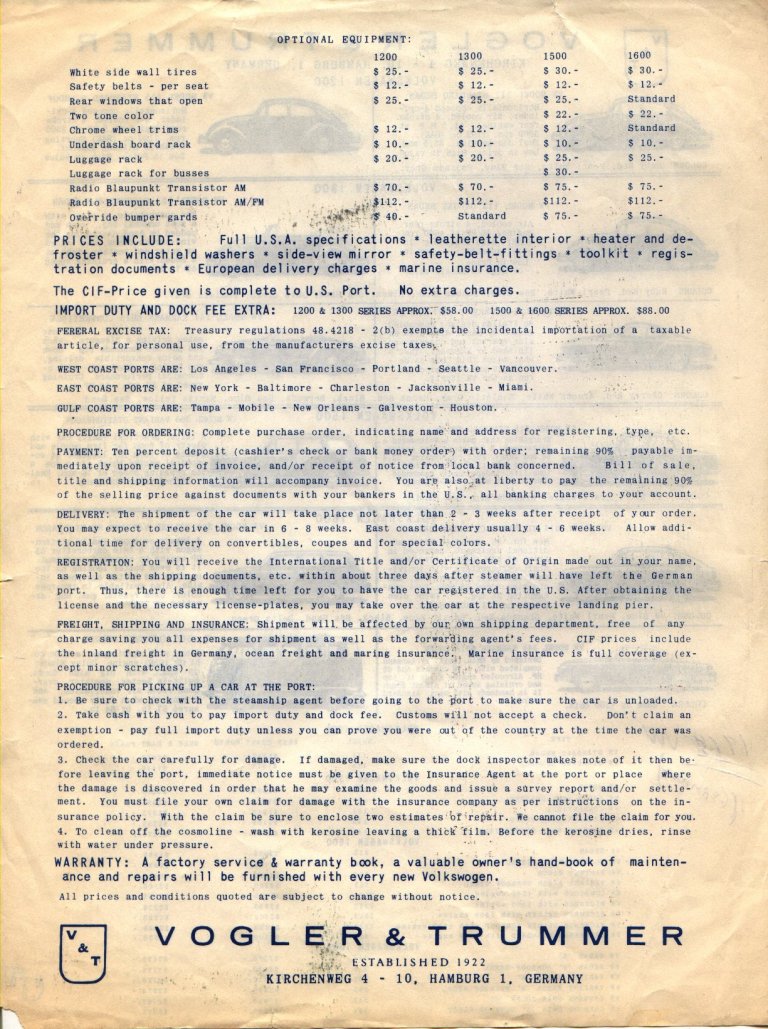 OPTIONAL EQUIPMENT:
1200 1300 1500 1600
White side wall tires $ 25.- $ 25.- $ 30.- $ 30.-
Safety belts - per seat $ 12.- $ 12.- $ 12.- $ 12.-
Rear windows that open $ 25.- $ 25.- $ 25.- Standard
Two tone color $ 22.- $ 22.-
Chrome wheel trims $ 12.- $ 12.- $ 12.- Standard
Underdash board rack $ 10.- $ 10.- $ 10.- $ 10.-
Luggage rack $ 20.- $ 20.- $ 25.- $ 25.-
Luggage rack for busses $ 30.-
Radio Blaupunkt Transistor AM $ 70.- $ 70.- $ 75.- $ 75.-
Radio Blaupunkt Transistor AM/FM $112.- $112.- $112.- $112.-
Override bumper gards $ 40.- Standard $ 75.- $ 75.-
PRICES INCLUDE: Full U.S.A. specifications * leatherette interior * heater and de-
froster * windshield washers * side-view mirror * safety-belt-fittings * toolkit * regis-
tration documents * European delivery charges * marine insurance.
The CIF-Price given is complete to U.S. Port. No extra charges.
IMPORT DUTY AND DOCK FEE EXTRA: 1200 & 1300 SERIES APPROX. $58.00 1500 & 1600 SERIES APPROX. $88.00
FERERAL EXCISE TAX: Treasury regulations 48.4218 - 2(b) exempts the incidental importation of a taxable
article, for personal use, from the manufacturers excise taxes.
WEST COAST PORTS ARE: Los Angeles - San Francisco - Portland - Seattle - Vancouver.
EAST COAST PORTS ARE: New York - Baltimore - Charleston - Jacksonville - Miami.
GULF COAST PORTS ARE: Tampa - Mobile - New Orleans - Galveston - Houston.
PROCEDURE FOR ORDERING: Complete purchase order, indicating name and address for registering, type, etc.
PAYMENT: Ten percent deposit (cashier's check or bank money order) with order; remaining 90% payable im-
mediately upon receipt of invoice, and/or receipt of notice from local bank concerned. Bill of sale,
title and shipping information will accompany invoice. You are also at liberty to pay the remaining 90%
of the selling price against documents with your bankers in the U.S., all banking charges to your account.
DELIVERY: The shipment of the car will take place not later than 2 - 3 weeks after receipt of your order.
You may expect to receive the car in 6 - 8 weeks. East coast delivery usually 4 - 6 weeks. Allow addi-
tional time for delivery on convertibles, coupes and for special colors.
REGISTRATION: You will receive the International Title and/or Certificate of Origin made out in your name,
as well as the shipping documents, etc. within about three days after steamer will have left the German
port. Thus, there is enough time left for you to have the car registered in the U.S. After obtaining the
license and the necessary license-plates, you may take over the car at the respective landing pier.
FREIGHT, SHIPPING AND INSURANCE: Shipment will be affected by our own shipping department, free of any
charge saving you all expenses for shipment as well as the forwarding agent's fees. CIF prices include
the inland freight in Germany, ocean freight and maring insurance. Marine insurance is full coverage (ex-
cept minor scratches).
PROCEDURE FOR PICKING UP A CAR AT THE PORT:
1. Be sure to check with the steamship agent before going to the port to make sure the car is unloaded.
2. Take cash with you to pay import duty and dock fee. Customs will not accept a check. Don't claim an
exemption - pay full import duty unless you can prove you were out of the country at the time the car was
ordered.
3. Check the car carefully for damage. If damaged, make sure the dock inspector makes note of it then be-
fore leaving the port, immediate notice must be given to the Insurance Agent at the port or place where
the damage is discovered in order that he may examine the goods and issue a survey report and/or settle-
ment. You must file your own claim for damage with the insurance company as per instructions on the in-
surance policy. With the claim be sure to enclose two estimates of repair. We cannot file the claim for you.
4. To clean off the cosmoline - wash with kerosine leaving a thick film. Before the kerosine dries, rinse
with water under pressure.
WARRANTY: A factory service & warranty book, a valuable owner's hand-book of mainten-
ance and repairs will be furnished with every new Volkswogen.
All prices and conditions quoted are subject to change without notice.
V & T
VOGLER & TRUMMER
ESTABLISHED 1922
KIRCHENWEG 4 - 10, HAMBURG 1, GERMANY